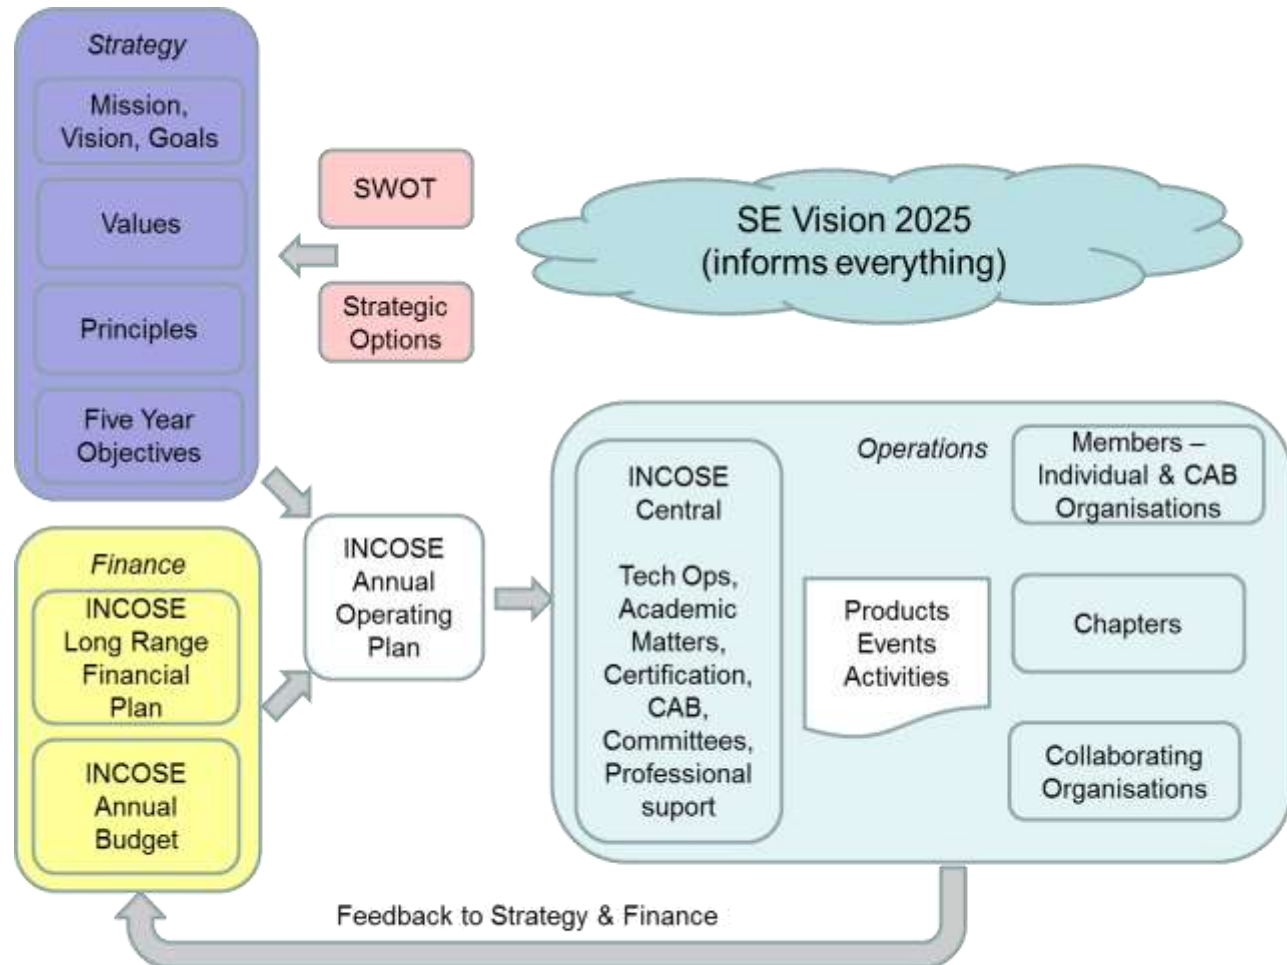 Strategy
Mission,
Vision, Goals
Values
Principles
Five Year
Objectives
SWOT
Strategic
Options
SE Vision 2025
(informs everything)
Finance
INCOSE
Long Range
Financial
Plan
INCOSE
Annual
Budget
INCOSE
Annual
Operating
Plan
Operations
INCOSE
Central
Tech Ops,
Academic
Matters,
Certification,
CAB,
Committees,
Professional
suport
Products
Events
Activities
Members –
Individual & CAB
Organisations
Chapters
Collaborating
Organisations
Feedback to Strategy & Finance